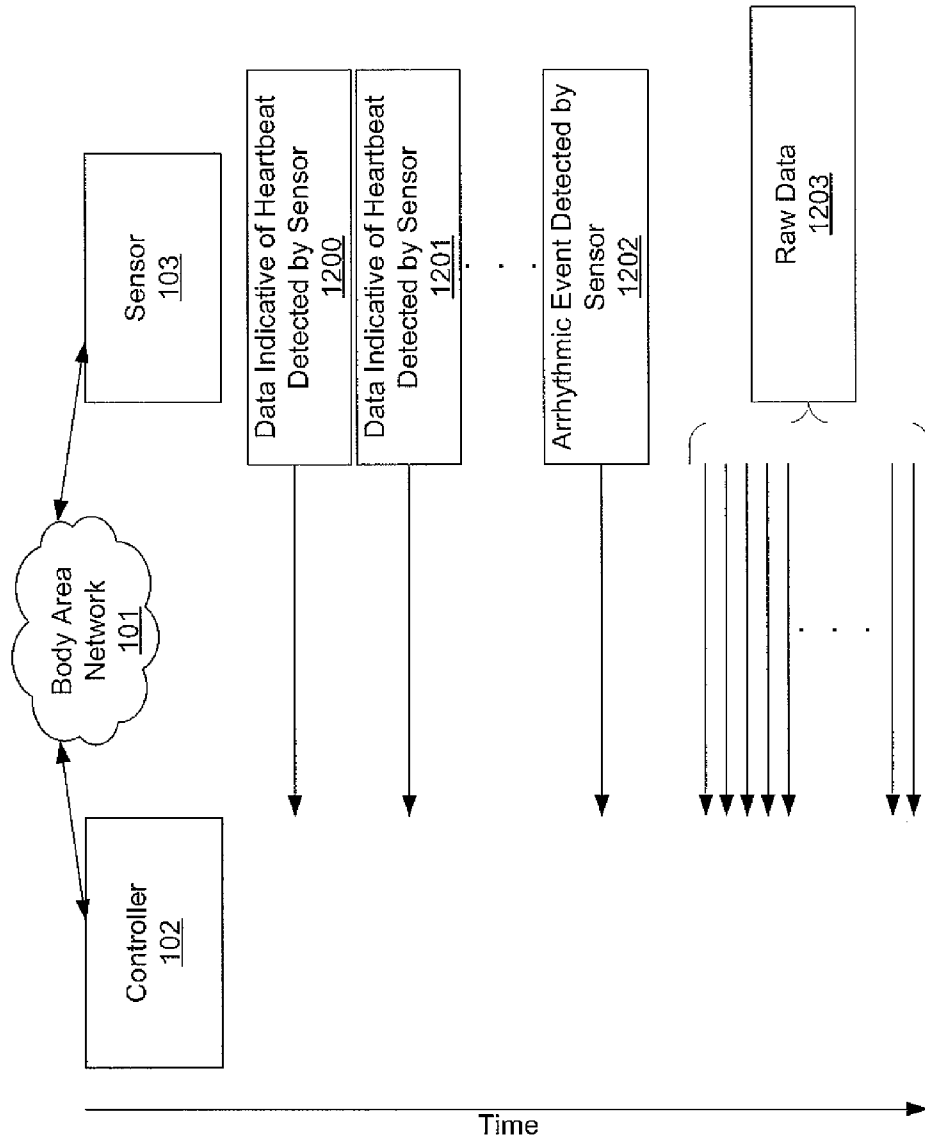 Controller
102
Body Area
Network
101
Sensor
103
Data Indicative of Heartbeat
Detected by Sensor
1200
Data Indicative of Heartbeat
Detected by Sensor
1201
Arrhythmic Event Detected by
Sensor
1202
Raw Data
1203
Time